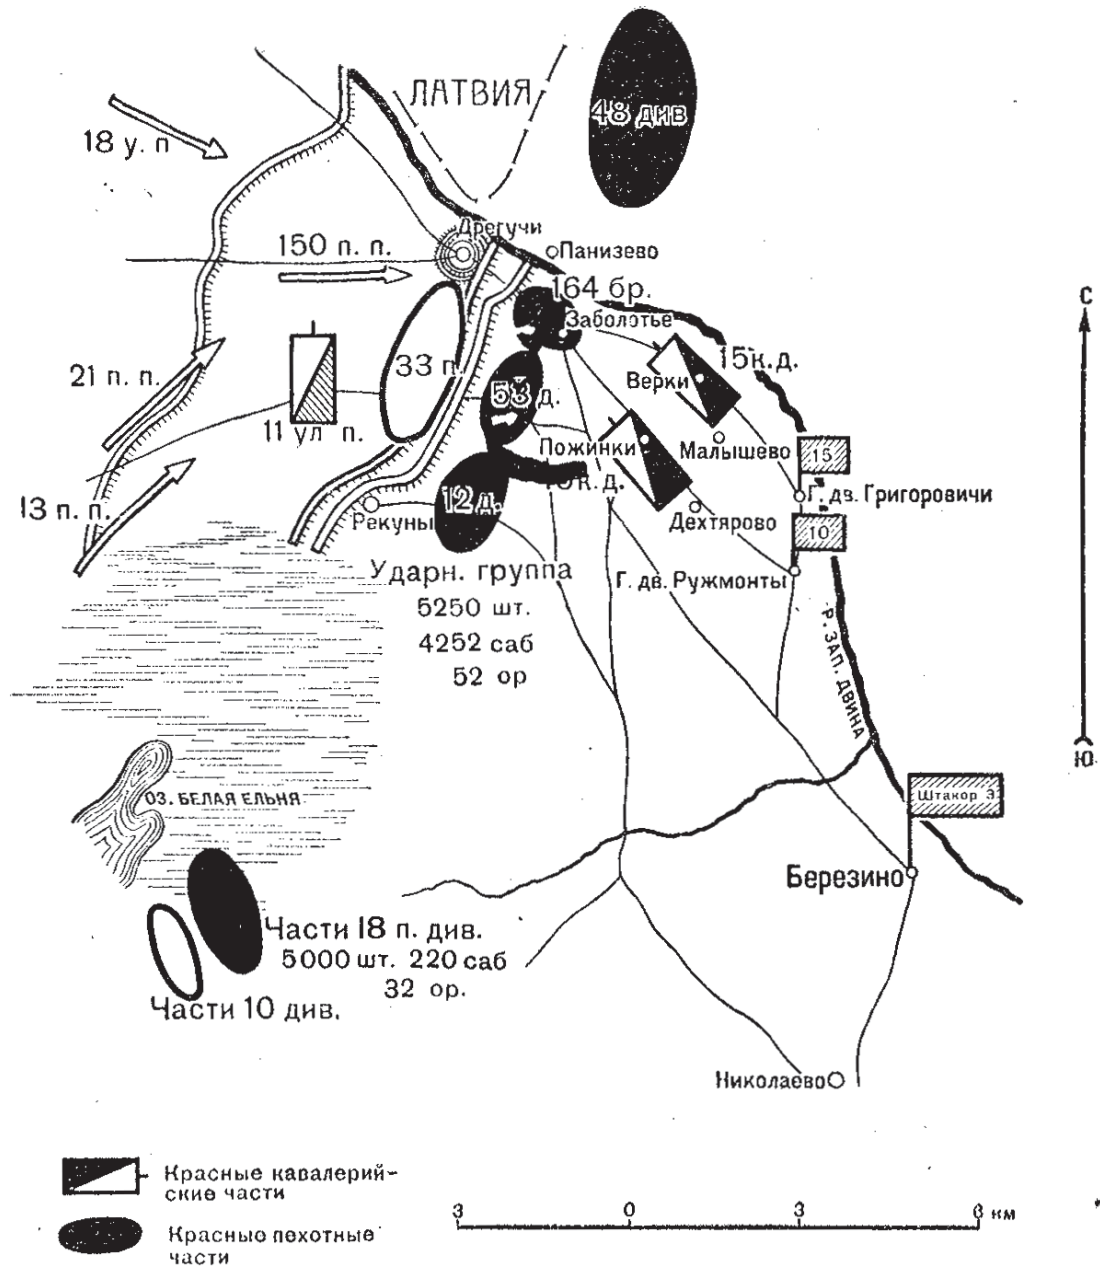 ЛАТВИЯ
48 див
18 у. п
Дрегучи
150 п. п.
Панизево
164 бр.
Заболотье
С
21 п. п.
33 п.
15к.д.
Верки
53 д.
11 ул п.
Пожинки
Малышево
15
к.д.
Г. дв. Григоровичи
13 п. п.
12 д.
Рекуны
Дехтярово
10
Ударн. группа
Г. дв. Ружмонты
5250 шт.
4252 саб
52 ор
Р. ЗАП. ДВИНА
Ю
ОЗ. БЕЛАЯ ЕЛЬНЯ
Штакор 3
Березино
Части 18 п. див.
5000 шт. 220 саб
32 ор.
Части 10 див.
Николаево
Красные кавалерий-
ские части
Красные пехотные
части
3 0 3 6 км